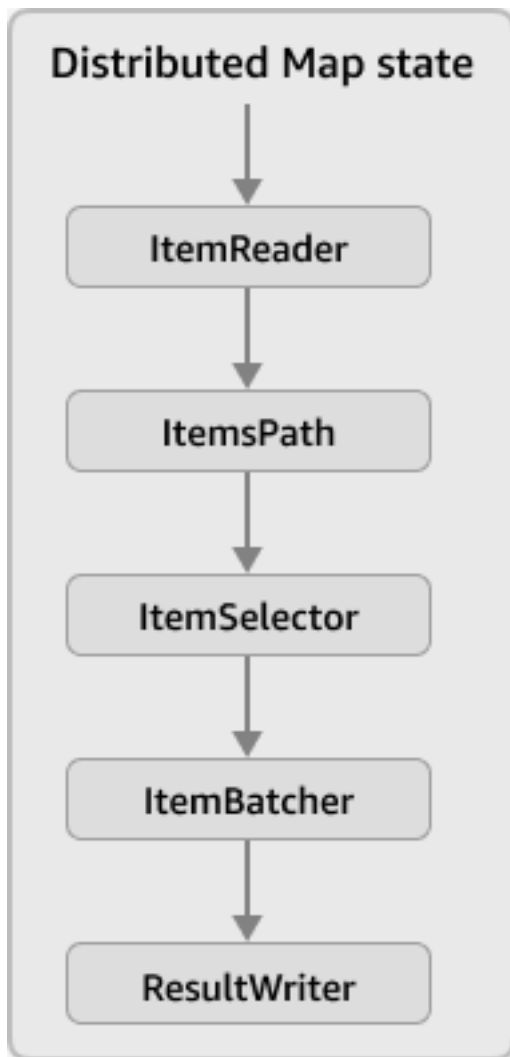 Distributed Map state
ItemReader
ItemsPath
ItemSelector
ItemBatcher
ResultWriter